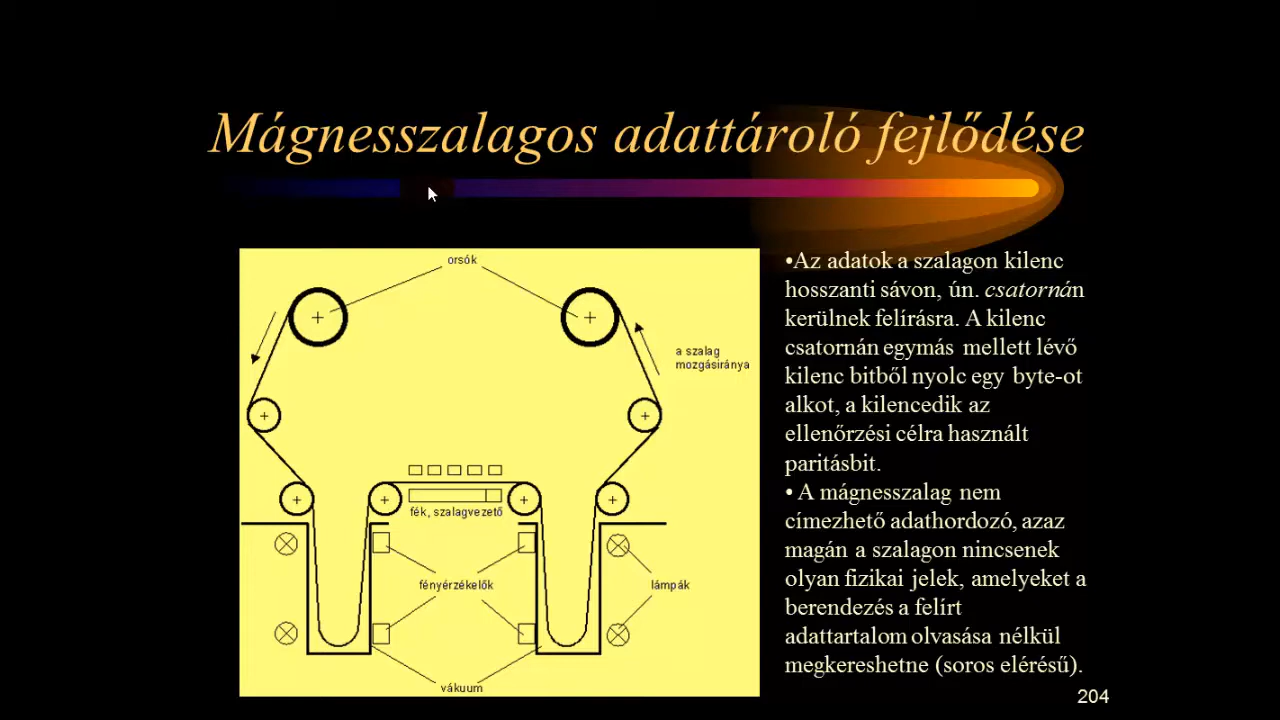 Mágnesszalagos adattároló fejlődése
orsók
a szalag
mozgásiránya
fék, szalagvezető
fényérzékelők
lámpák
vákuum
•Az adatok a szalagon kilenc
hosszanti sávon, ún. csatornán
kerülnek felírásra. A kilenc
csatornán egymás mellett lévő
kilenc bitből nyolc egy byte-ot
alkot, a kilencedik az
ellenőrzési célra használt
paritásbit.
• A mágnesszalag nem
címezhető adathordozó, azaz
magán a szalagon nincsenek
olyan fizikai jelek, amelyeket a
berendezés a felírt
adattartalom olvasása nélkül
megkereshetne (soros elérésű).
204